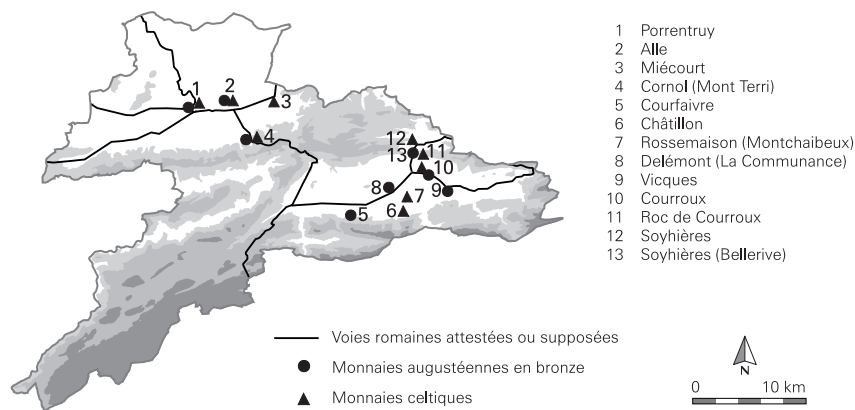 1 Porrentruy
2 Alle
3 Miécourt
4 Cornol (Mont Terri)
5 Courfaivre
6 Châtillon
7 Rossemaison (Montchaibeux)
8 Delémont (La Communance)
9 Vicques
10 Courroux
11 Roc de Courroux
12 Soyhières
13 Soyhières (Bellerive)
1
2
3
4
12
11
13
10
8
9
7
6
5
Voies romaines attestées ou supposées
Monnaies augustéennes en bronze
Monnaies celtiques
N
0 10 km